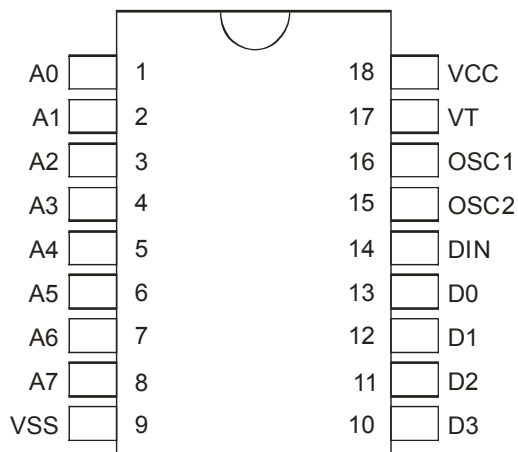 A0 1 18 VCC
A1 2 17 VT
A2 3 16 OSC1
A3 4 15 OSC2
A4 5 14 DIN
A5 6 13 D0
A6 7 12 D1
A7 8 11 D2
VSS 9 10 D3